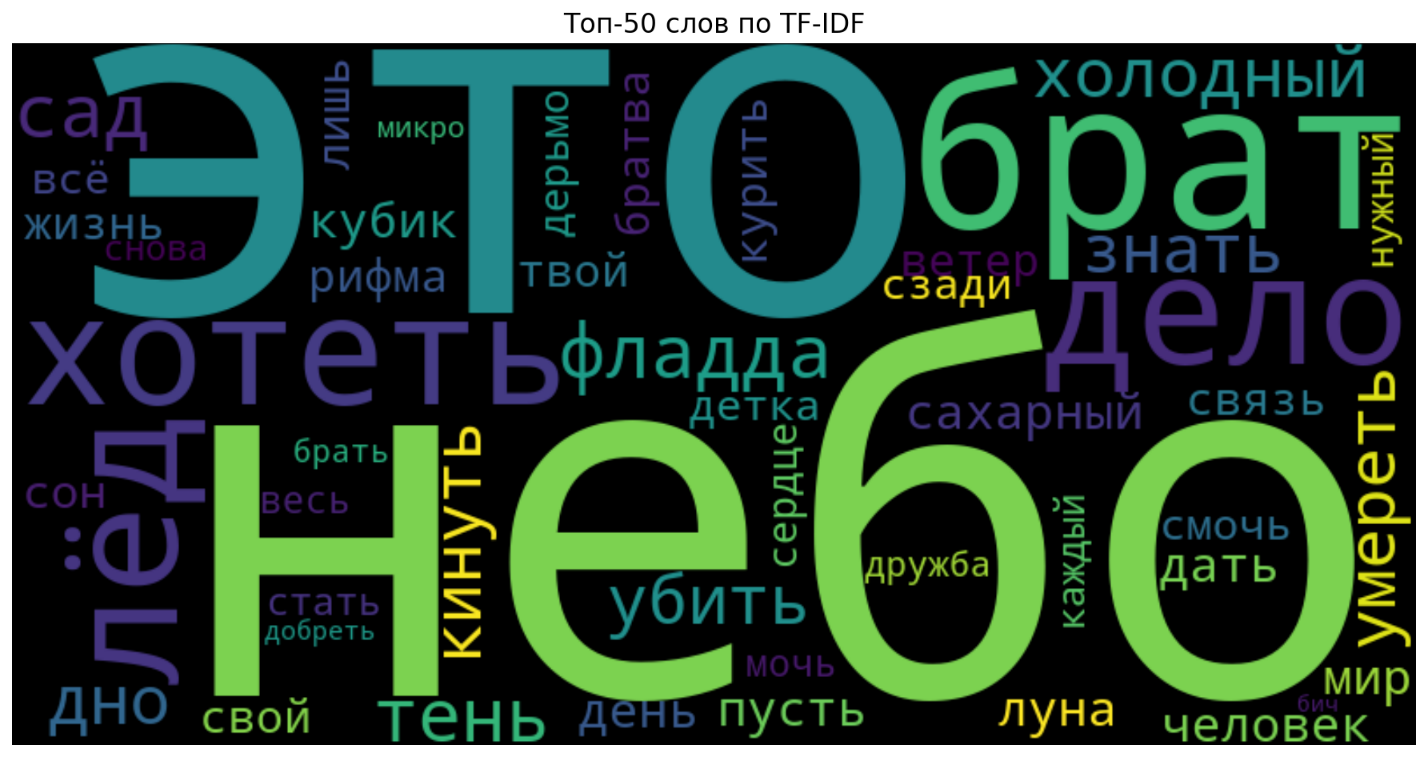 Топ-50 слов по TF-IDF
это
брат
холодный
сад
лишь
микро
дерьмо
братва
курить
нужный
всё
жизнь
снова
кубик
рифма
твой
ветер
сзади
знать
дело
хотеть
фладда
детка
сахарный
связь
умереть
лёд
небо
брать
кинуть
сердце
сон
весь
дружба
каждый
смочь
дать
стать
добреть
убить
мочь
дно
свой
тень
день
пусть
луна
мир
бич
человек